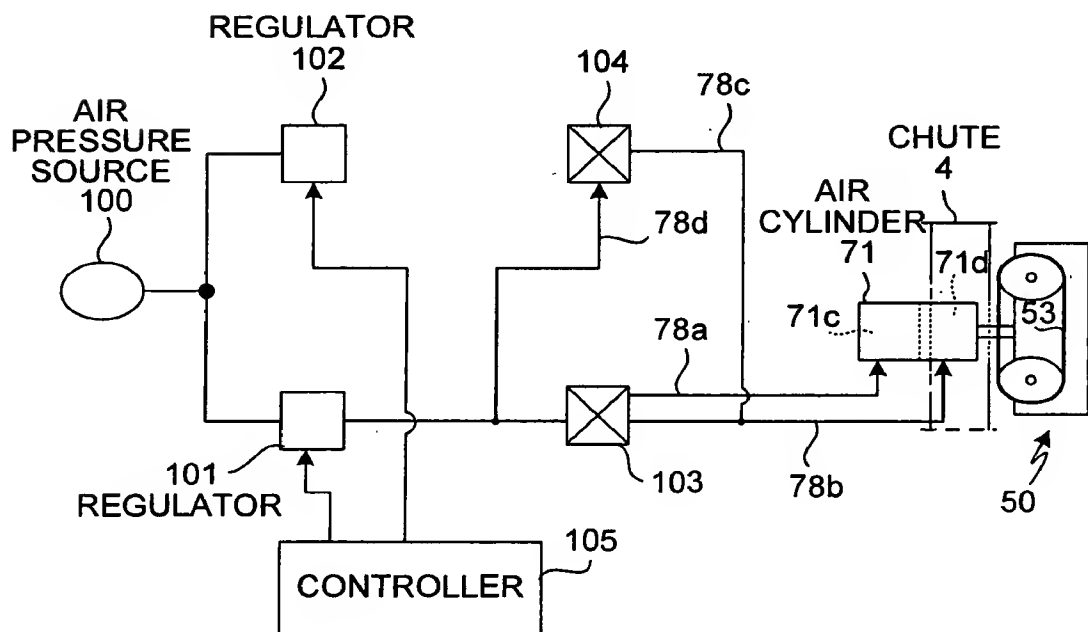 REGULATOR
102
104
78c
AIR
PRESSURE
SOURCE
100
CHUTE
4
AIR
CYLINDER
71
71d
78d
53
71c
78a
101
REGULATOR
103
78b
50
105
CONTROLLER